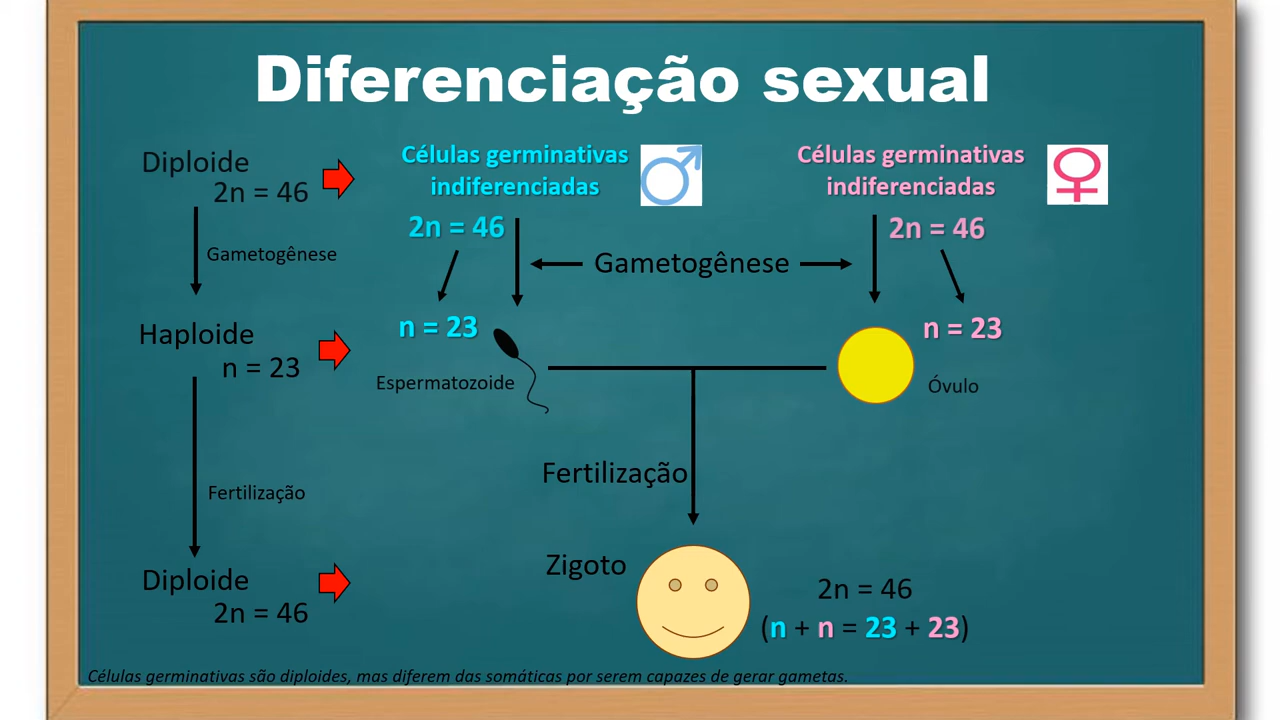 Diferenciação sexual
Diploide
2n = 46
Gametogênese
Haploide
n = 23
Fertilização
Diploide
2n = 46
Células germinativas
indiferenciadas
2n = 46
n = 23
Espermatozoide
Gametogênese
Células germinativas
indiferenciadas
2n = 46
n = 23
Óvulo
Fertilização
Zigoto
2n = 46
(n + n = 23 + 23)
Células germinativas são diploides, mas diferem das somáticas por serem capazes de gerar gametas.